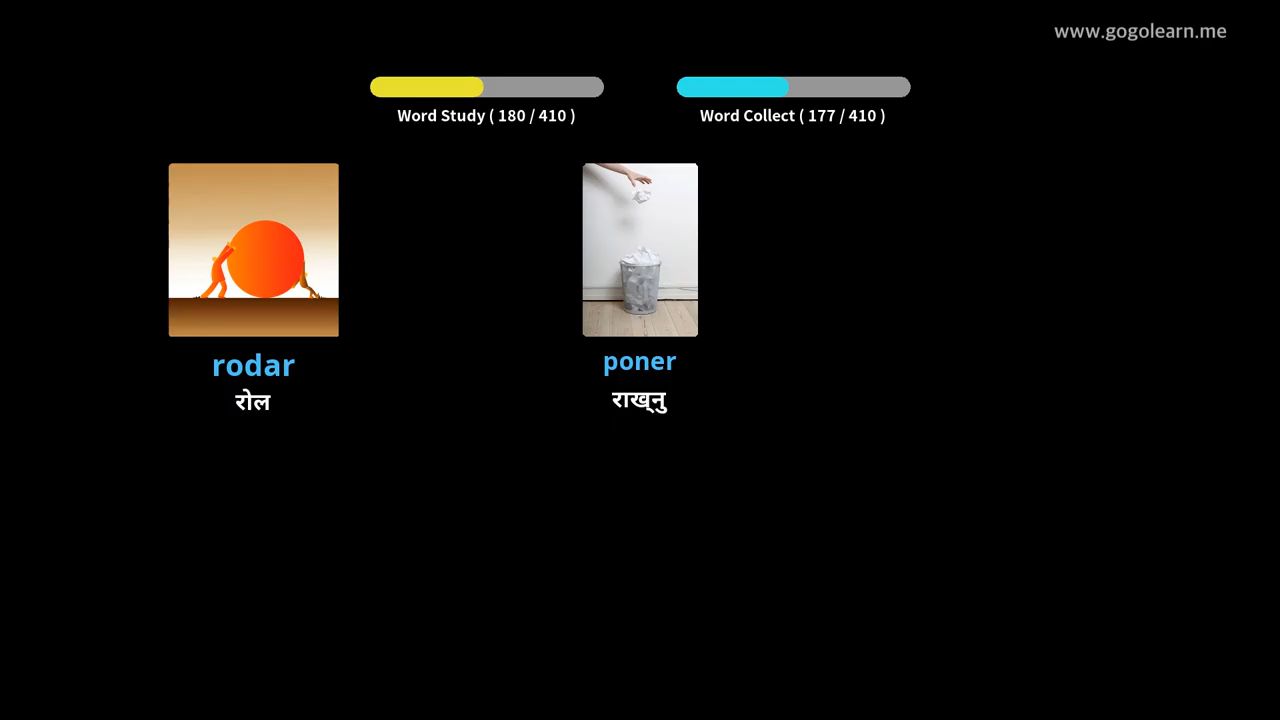 www.gogolearn.me
Word Study ( 180 / 410 )
Word Collect ( 177 / 410 )
rodar
रोल
poner
राख्‌नु